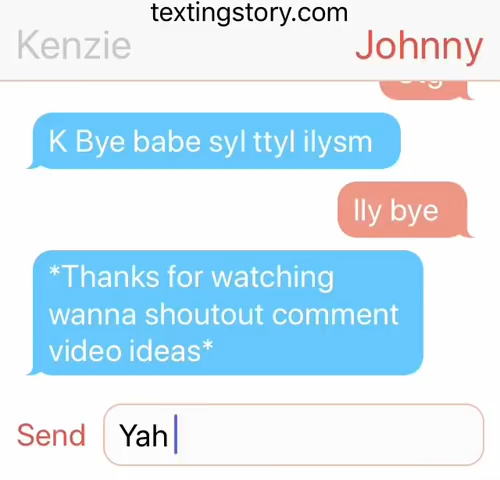 textingstory.com
Kenzie
Johnny
K Bye babe syl ttyl ilysm
Ily bye
*Thanks for watching
wanna shoutout comment
video ideas*
Send
Yah